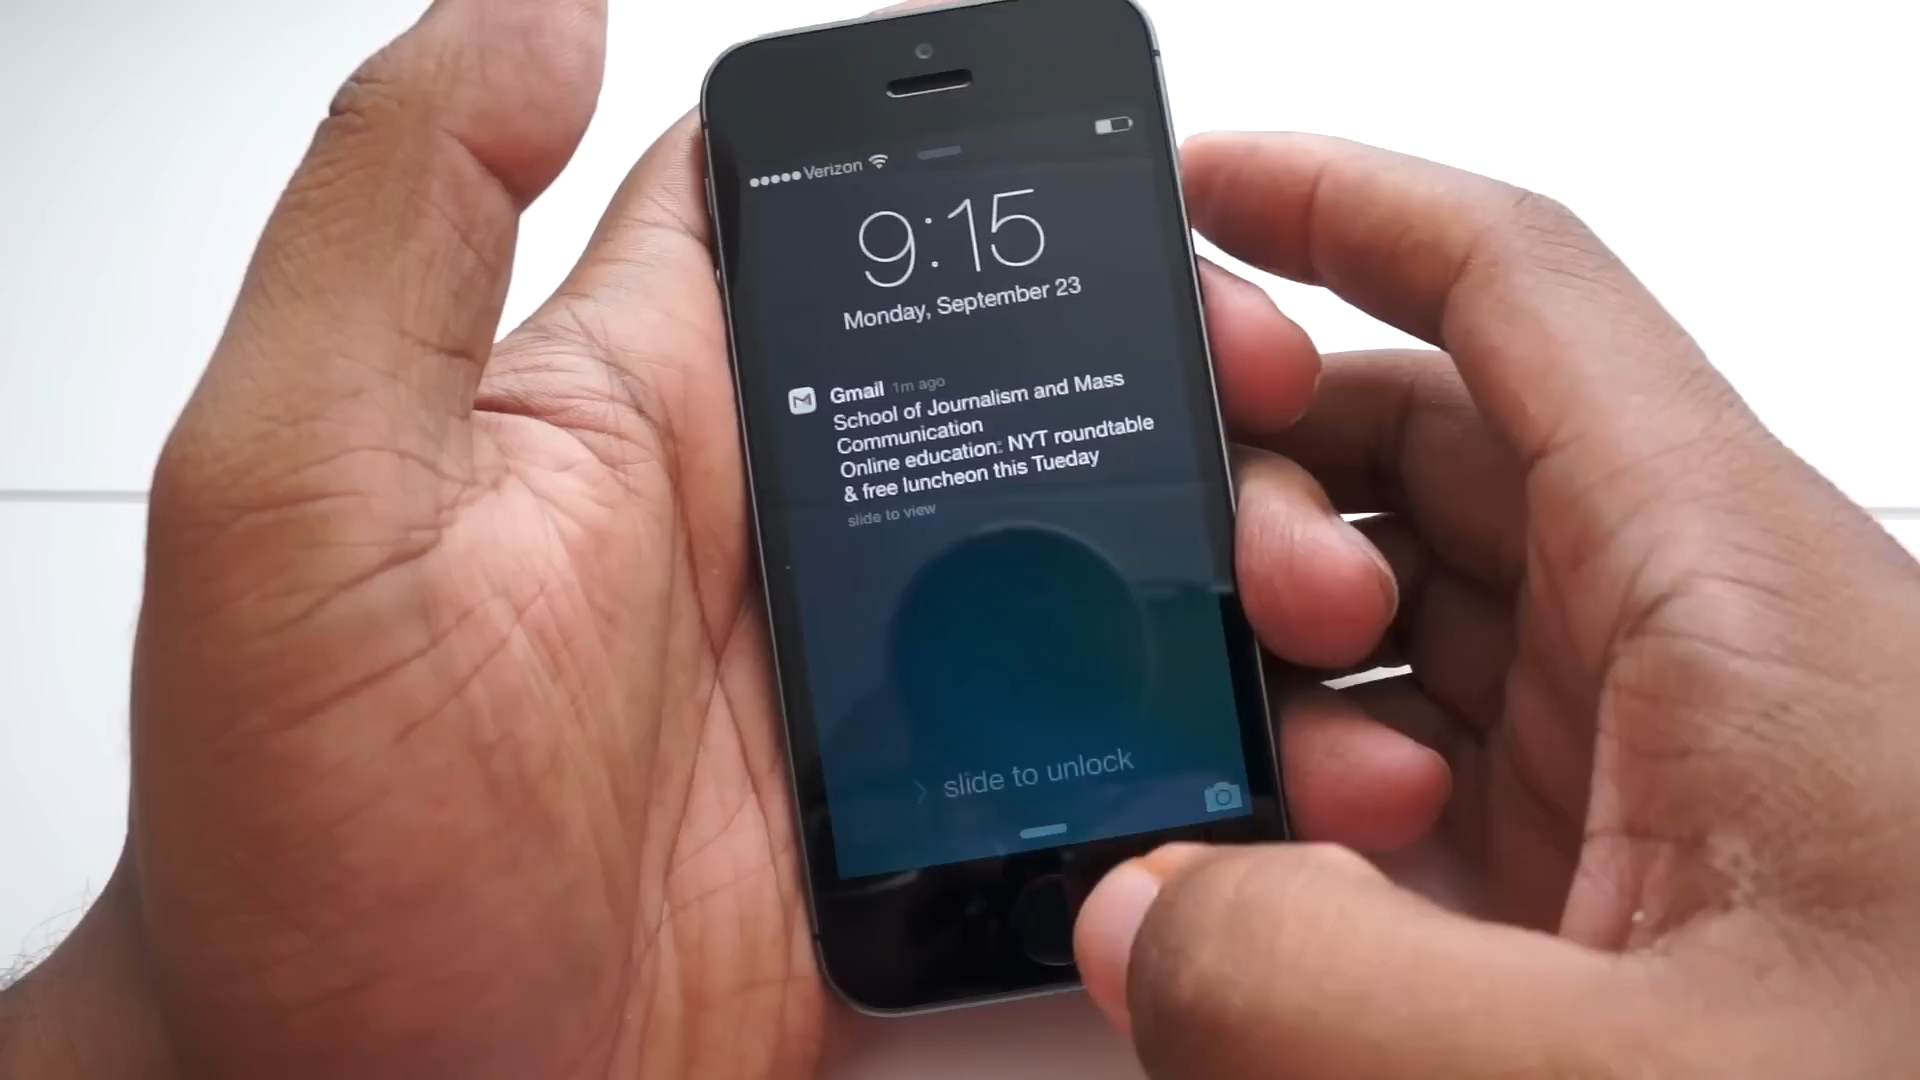 Verizon
9:15
Monday, September 23
Gmail 1m ago
School of Journalism and Mass
Communication
Online education: NYT roundtable
& free luncheon this Tueday
slide to view
> slide to unlock